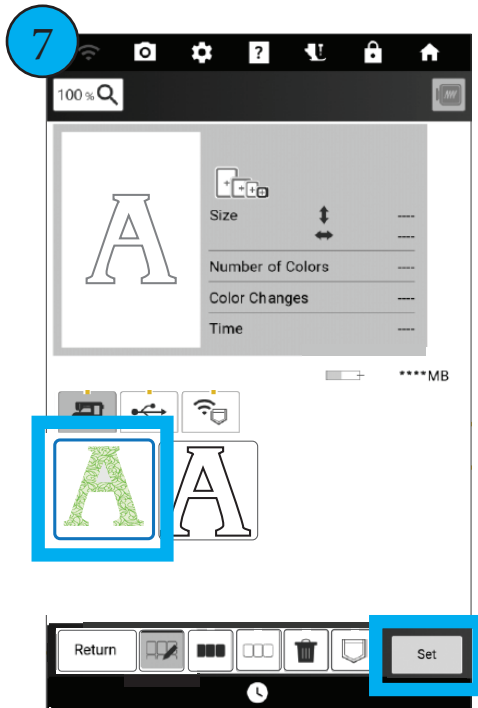 7
?
100 %
Size ----
----
Number of Colors ----
Color Changes ----
Time ----
****MB
A
A
A
Return
Set